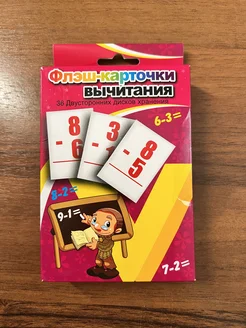 Флэш-карточки
вычитания
38 Двусторонних дисков хранения
8 3 8
- 6 - - 5
6-3=
8-2=
9-1=
7-2=